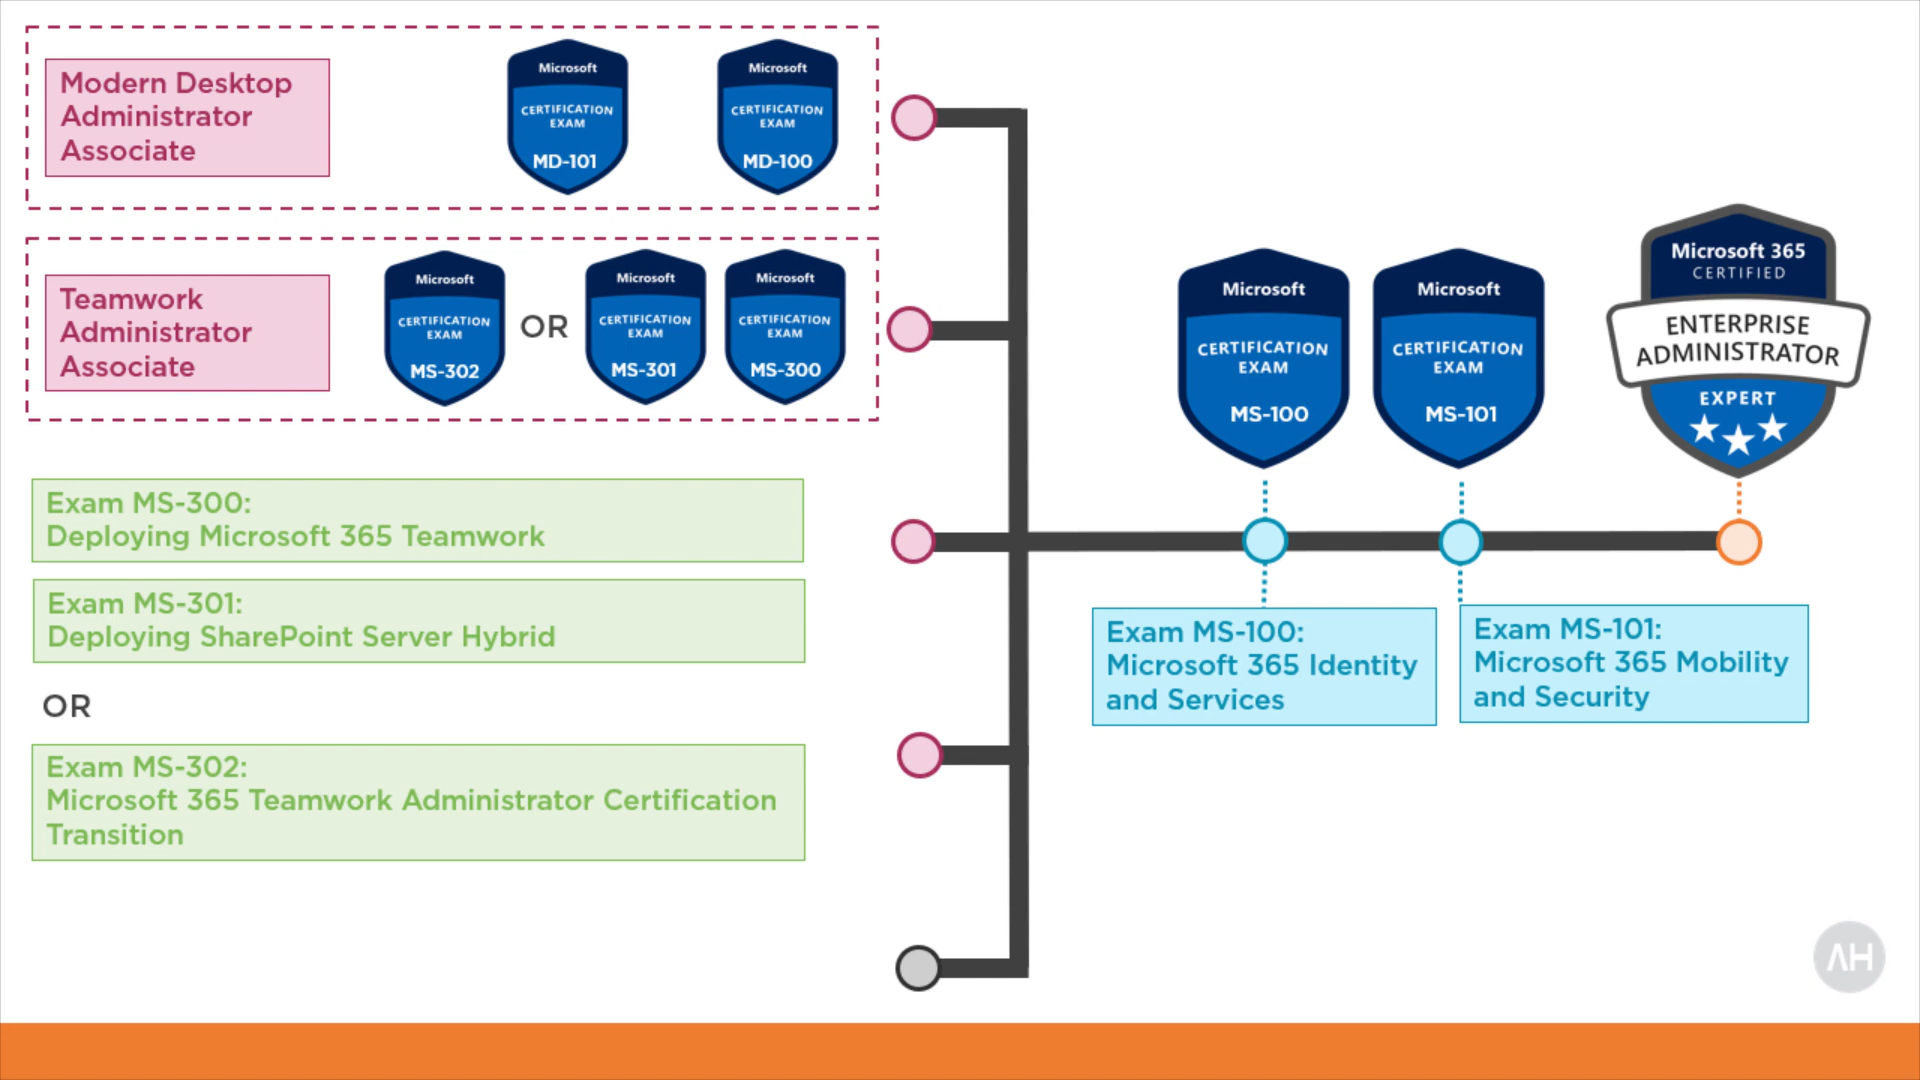 Modern Desktop
Administrator
Associate
Microsoft
CERTIFICATION
EXAM
MD-101
Microsoft
CERTIFICATION
EXAM
MD-100
Teamwork
Administrator
Associate
Microsoft
CERTIFICATION
EXAM
MS-302
OR
Microsoft
CERTIFICATION
EXAM
MS-301
Microsoft
CERTIFICATION
EXAM
MS-300
Exam MS-300:
Deploying Microsoft 365 Teamwork
Exam MS-301:
Deploying SharePoint Server Hybrid
OR
Exam MS-302:
Microsoft 365 Teamwork Administrator Certification
Transition
Microsoft
CERTIFICATION
EXAM
MS-100
Microsoft
CERTIFICATION
EXAM
MS-101
Microsoft 365
CERTIFIED
ENTERPRISE
ADMINISTRATOR
EXPERT
Exam MS-100:
Microsoft 365 Identity
and Services
Exam MS-101:
Microsoft 365 Mobility
and Security
AH